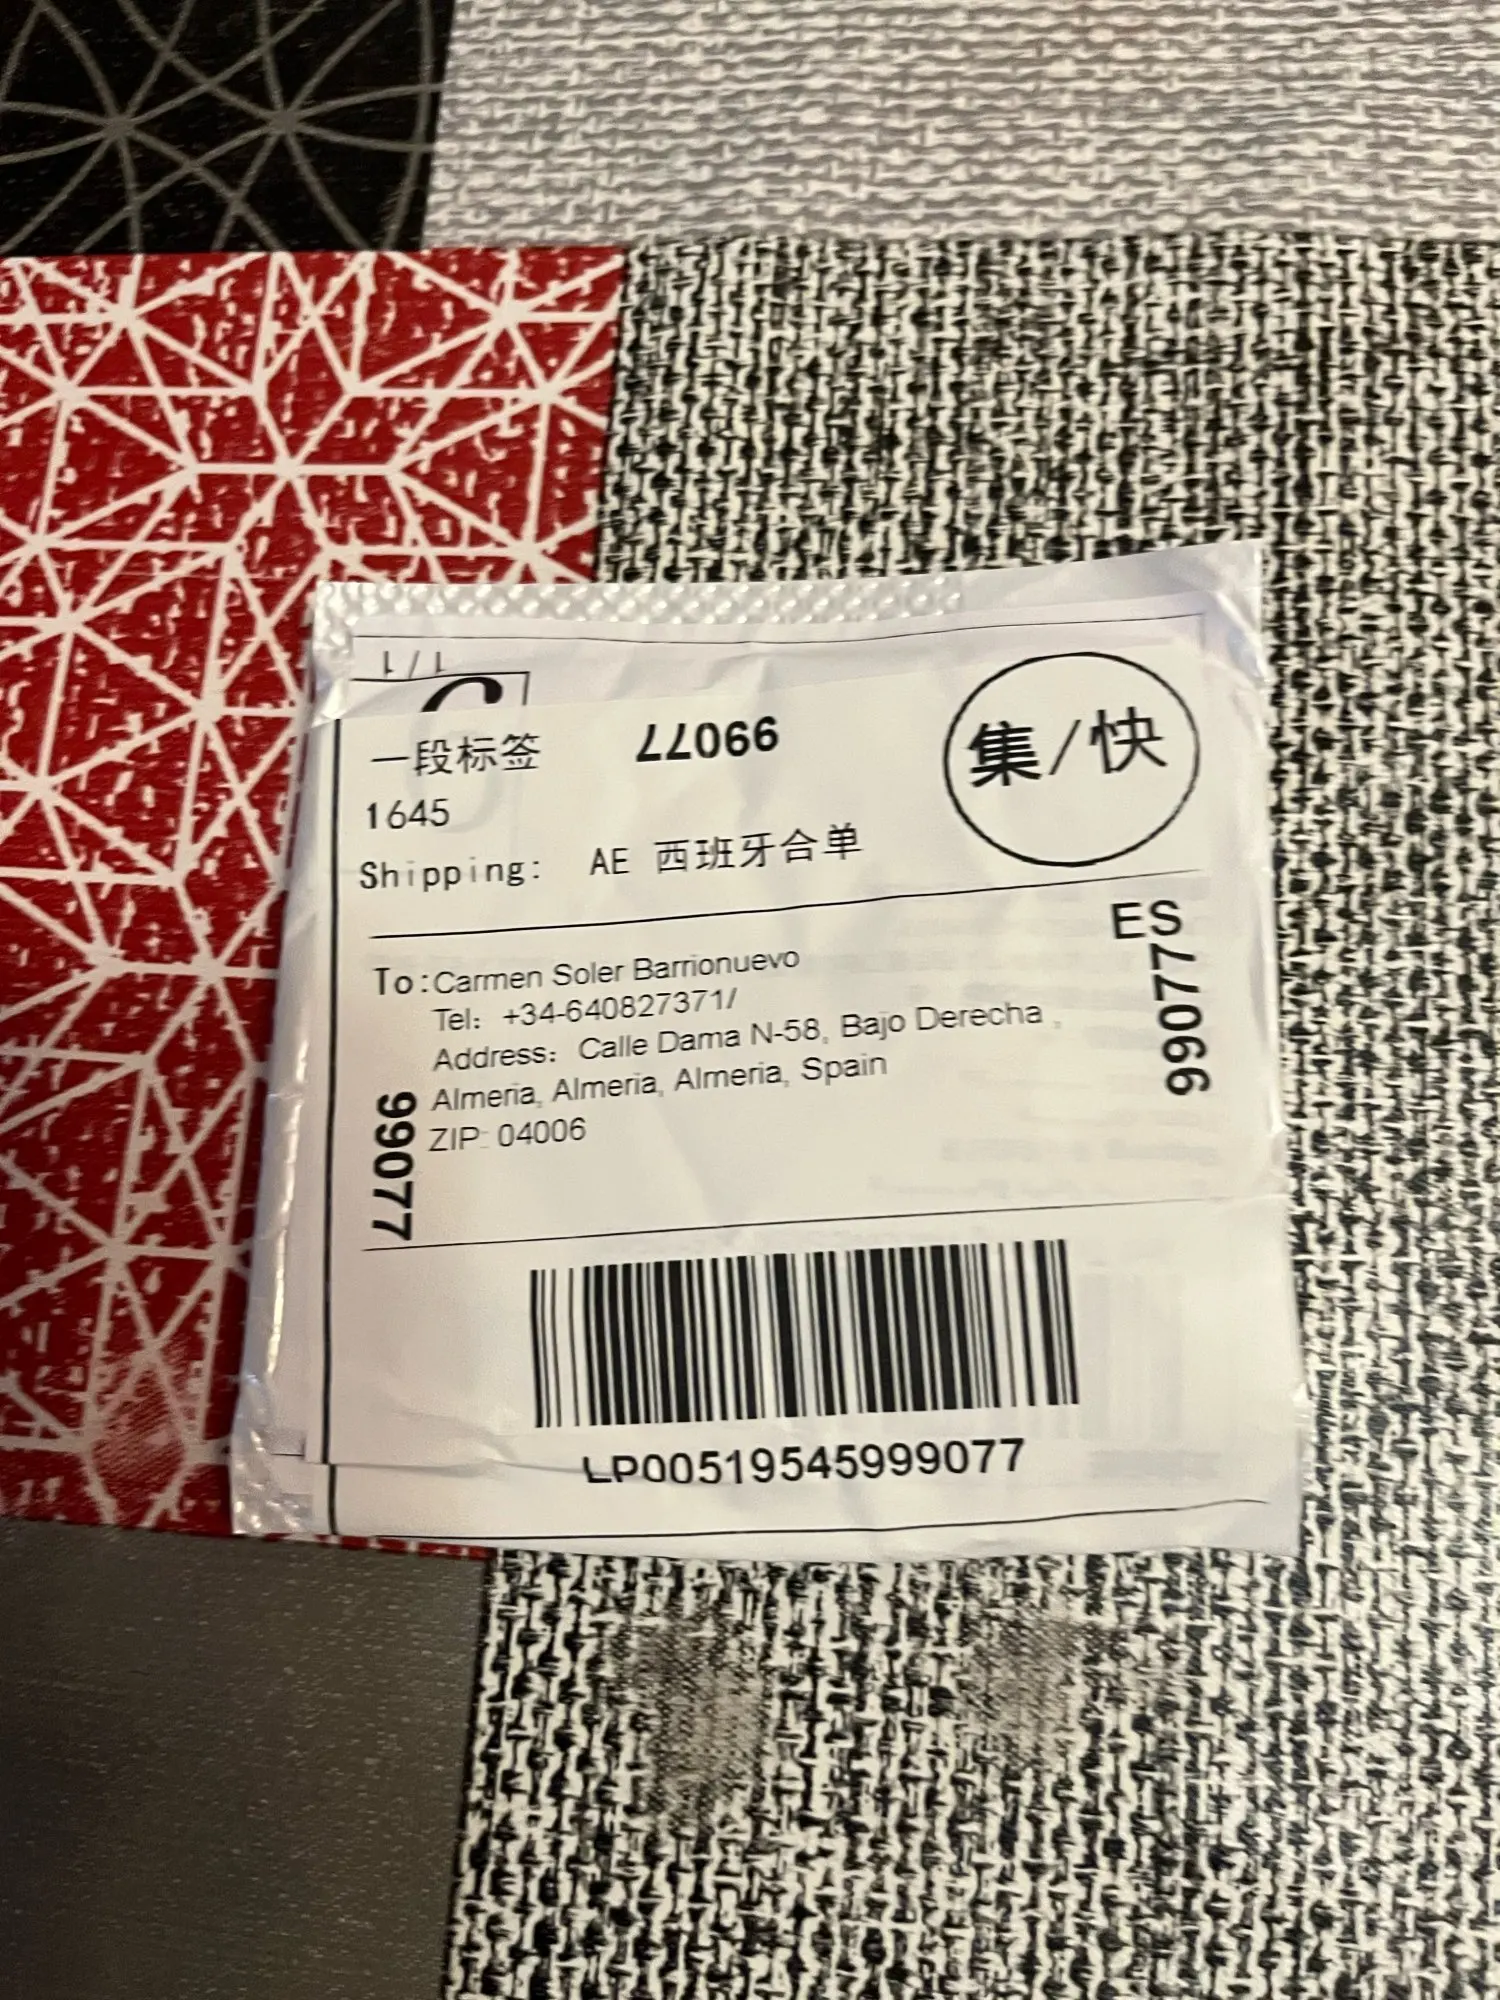 1/1
一段标签
99077
集/快
1645
Shipping: AE 西班牙合单
ES
To:Carmen Soler Barrionuevo
Tel: +34-640827371/
Address: Calle Dama N-58, Bajo Derecha ,
Almeria, Almeria, Almeria, Spain
ZIP: 04006
99077
99077
LP00519545999077